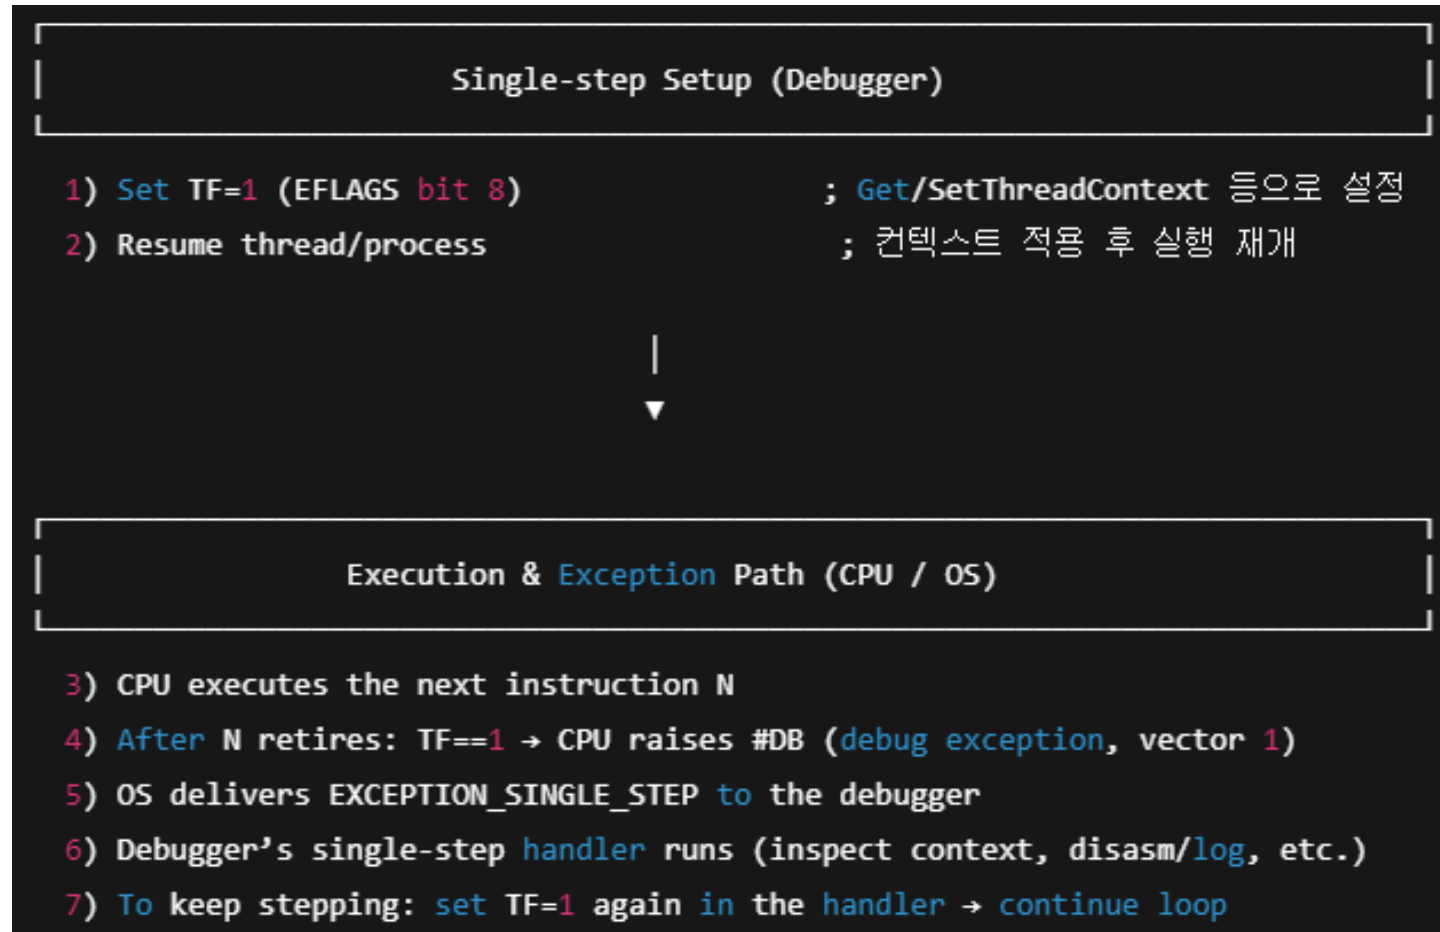 Single-step Setup (Debugger)
1) Set TF=1 (EFLAGS bit 8) ; Get/SetThreadContext 등으로 설정
2) Resume thread/process ; 컨텍스트 적용 후 실행 재개
Execution & Exception Path (CPU / OS)
3) CPU executes the next instruction N
4) After N retires: TF==1 → CPU raises #DB (debug exception, vector 1)
5) OS delivers EXCEPTION_SINGLE_STEP to the debugger
6) Debugger’s single-step handler runs (inspect context, disasm/log, etc.)
7) To keep stepping: set TF=1 again in the handler → continue loop